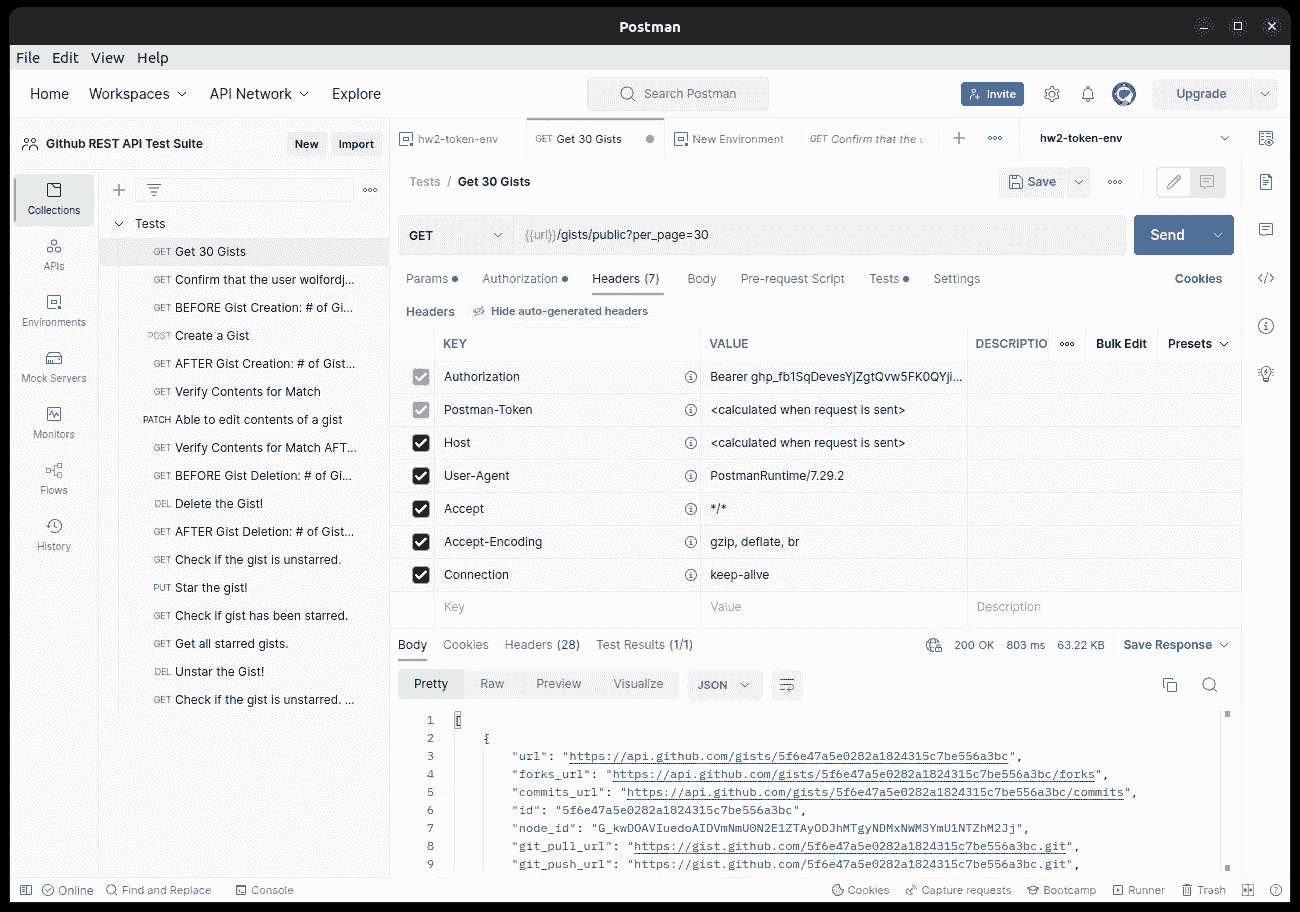 Postman
File Edit View Help
Home Workspaces API Network Explore Search Postman Invite Upgrade
Github REST API Test Suite New Import
hw2-token-env GET Get 30 Gists New Environment GET Confirm that the hw2-token-env
Collections
APIs
Environments
Mock Servers
Monitors
Flows
History
Tests
GET Get 30 Gists
GET Confirm that the user wolfordj...
GET BEFORE Gist Creation: # of Gi...
POST Create a Gist
GET AFTER Gist Creation: # of Gist...
GET Verify Contents for Match
PATCH Able to edit contents of a gist
GET Verify Contents for Match AFT...
GET BEFORE Gist Deletion: # of Gi...
DEL Delete the Gist!
GET AFTER Gist Deletion: # of Gist...
GET Check if the gist is unstarred.
PUT Star the gist!
GET Check if gist has been starred.
GET Get all starred gists.
DEL Unstar the Gist!
GET Check if the gist is unstarred. ...
Tests / Get 30 Gists Save
GET {{url}}/gists/public?per_page=30 Send
Params Authorization Headers (7) Body Pre-request Script Tests Settings Cookies
Headers Hide auto-generated headers
KEY VALUE DESCRIPTIO Bulk Edit Presets
Authorization Bearer ghp_fb1SqDevesYjZgtQvw5FK0QYji...
Postman-Token <calculated when request is sent>
Host <calculated when request is sent>
User-Agent PostmanRuntime/7.29.2
Accept */*
Accept-Encoding gzip, deflate, br
Connection keep-alive
Key Value Description
Body Cookies Headers (28) Test Results (1/1) 200 OK 803 ms 63.22 KB Save Response
Pretty Raw Preview Visualize JSON
1 [
2 {
3 "url": "https://api.github.com/gists/5f6e47a5e0282a1824315c7be556a3bc",
4 "forks_url": "https://api.github.com/gists/5f6e47a5e0282a1824315c7be556a3bc/forks",
5 "commits_url": "https://api.github.com/gists/5f6e47a5e0282a1824315c7be556a3bc/commits",
6 "id": "5f6e47a5e0282a1824315c7be556a3bc",
7 "node_id": "G_kwDOAVIuedoAIDVmNmU0N2E1ZTAyODJhMTgyNDMxNWM3YmU1NTZhM2Jj",
8 "git_pull_url": "https://gist.github.com/5f6e47a5e0282a1824315c7be556a3bc.git",
9 "git_push_url": "https://gist.github.com/5f6e47a5e0282a1824315c7be556a3bc.git",
Online Find and Replace Console Cookies Capture requests Bootcamp Runner Trash